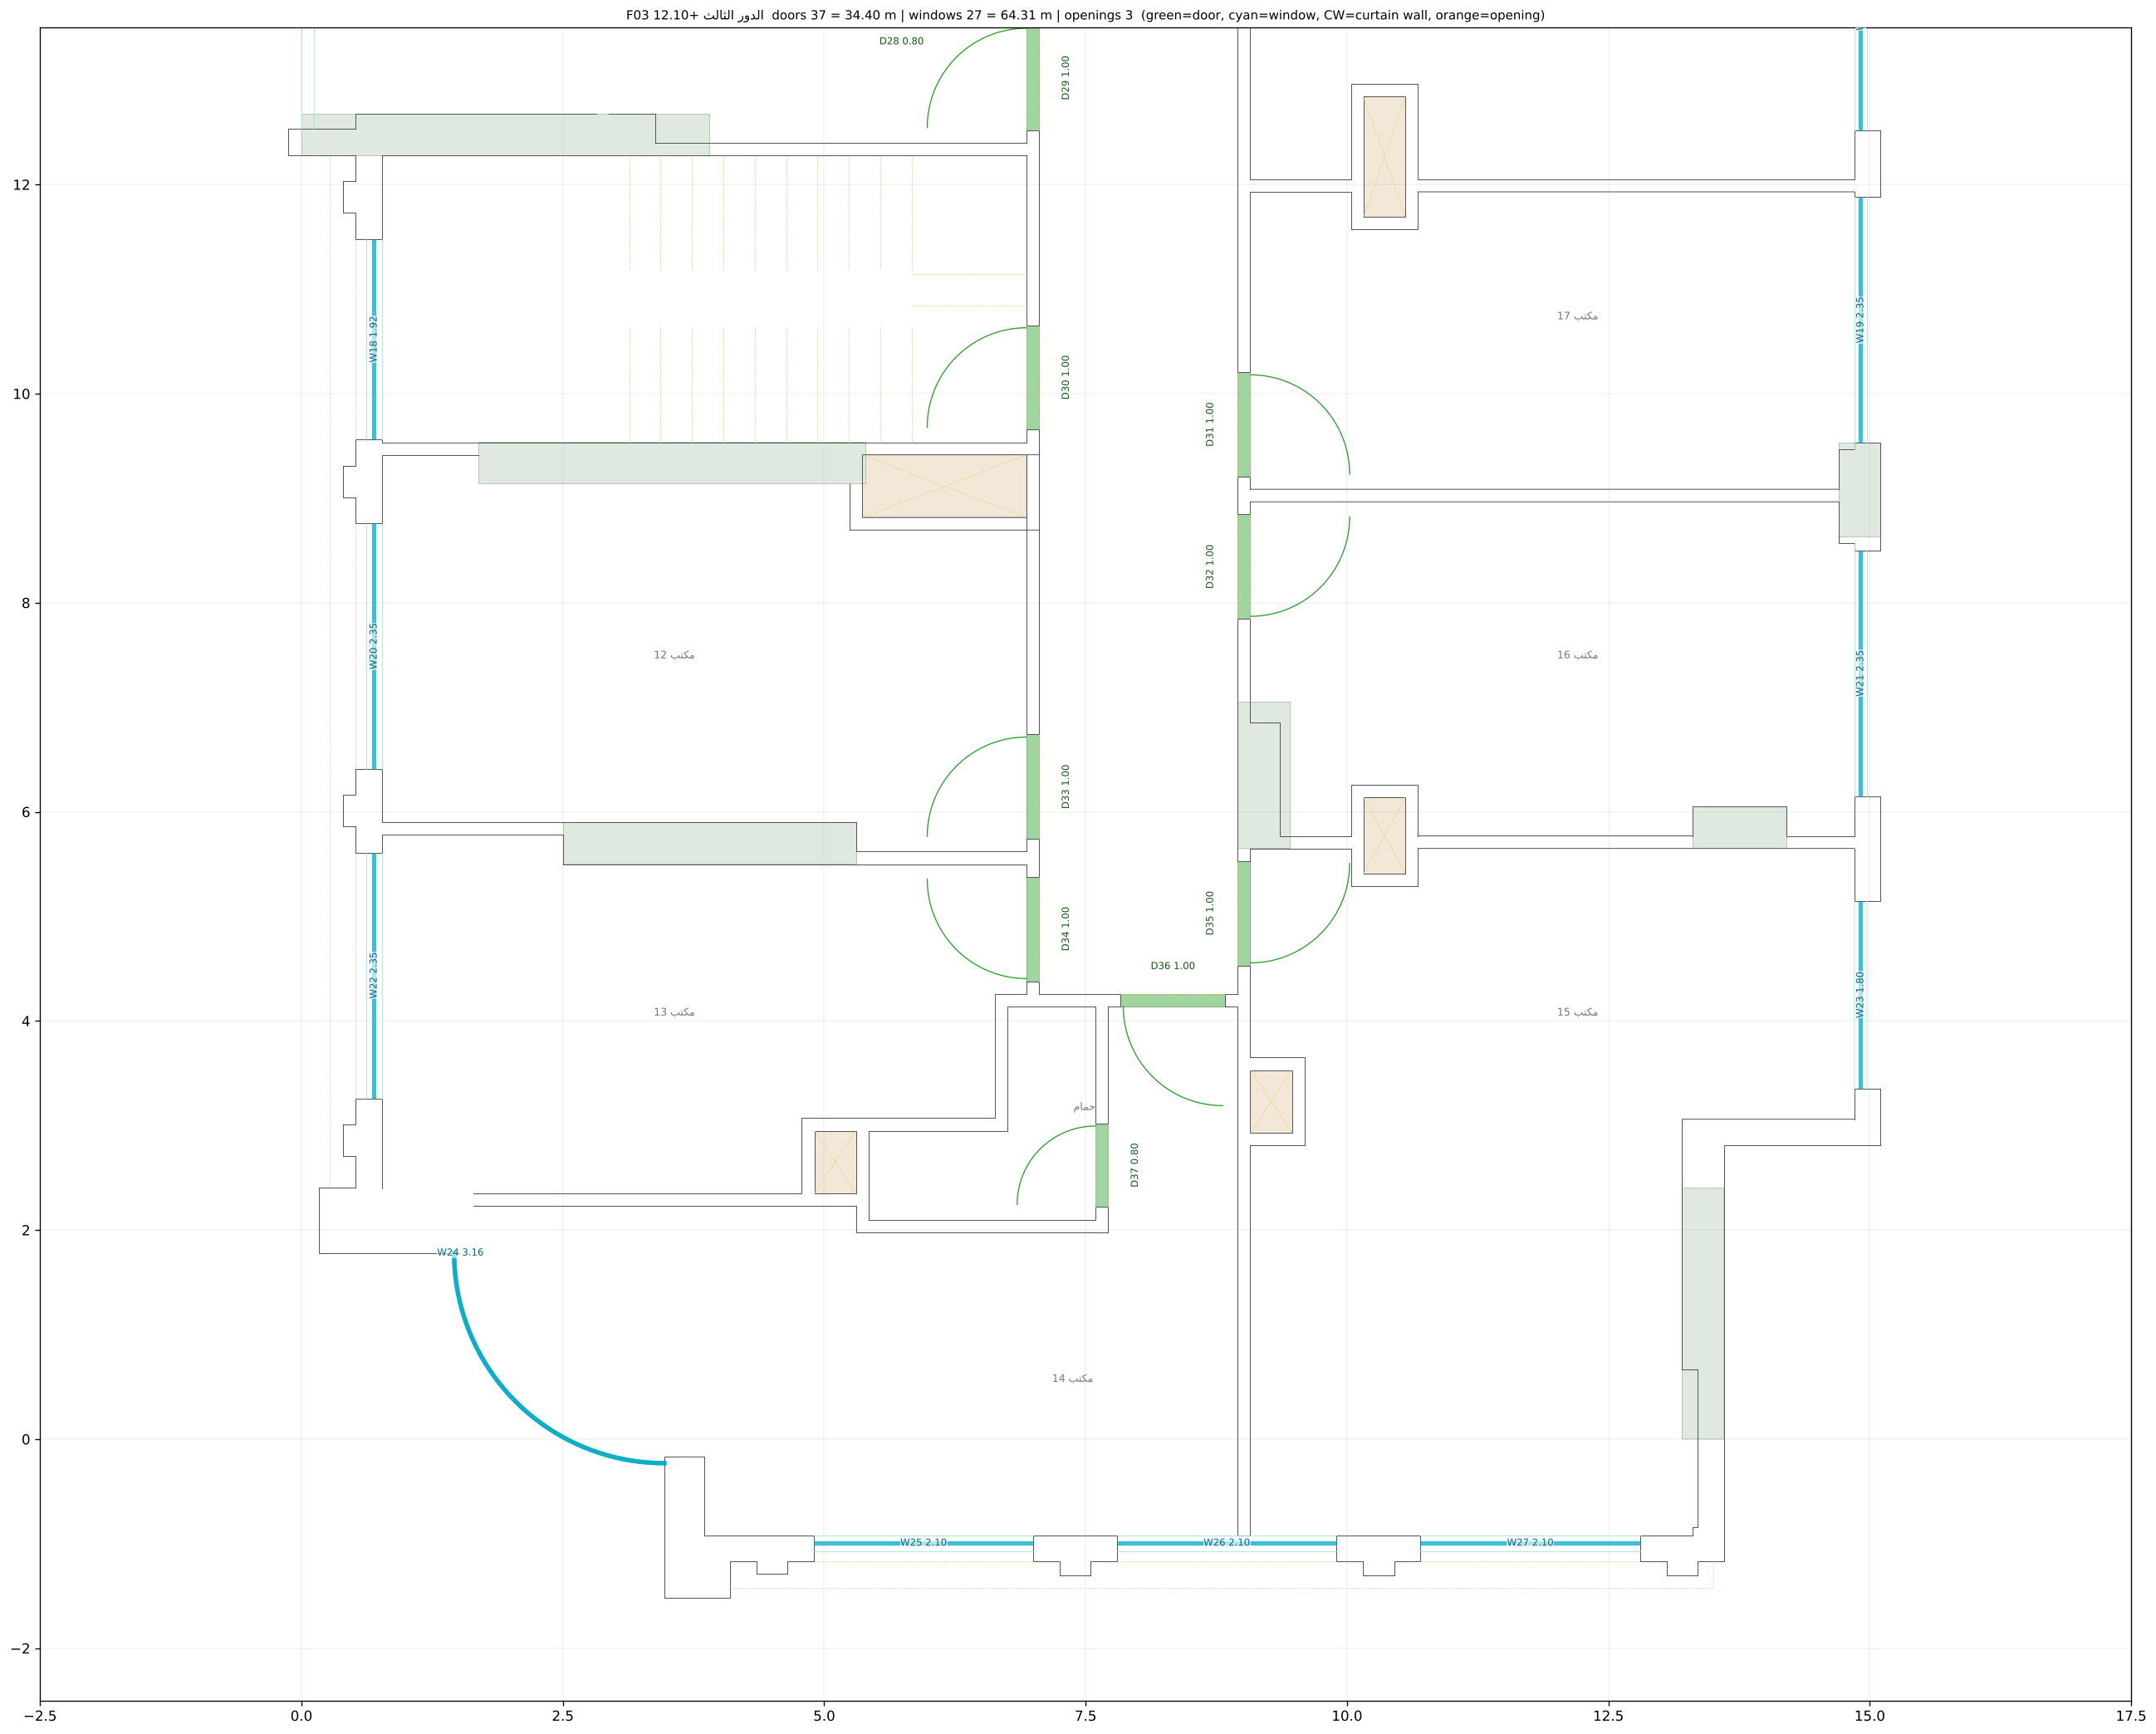 F03 12.10+ الدور الثالث doors 37 = 34.40 m | windows 27 = 64.31 m | openings 3 (green=door, cyan=window, CW=curtain wall, orange=opening)
D28 0.80
D29 1.00
12
مكتب 17
W18 1.92
W19 2.35
D30 1.00
10
D31 1.00
D32 1.00
8
W20 2.35
مكتب 12
مكتب 16
W21 2.35
D33 1.00
6
D34 1.00
D35 1.00
D36 1.00
W22 2.35
4
مكتب 13
مكتب 15
W23 1.80
حمام
D37 0.80
2
W24 3.16
مكتب 14
0
W25 2.10
W26 2.10
W27 2.10
−2
−2.5
0.0
2.5
5.0
7.5
10.0
12.5
15.0
17.5